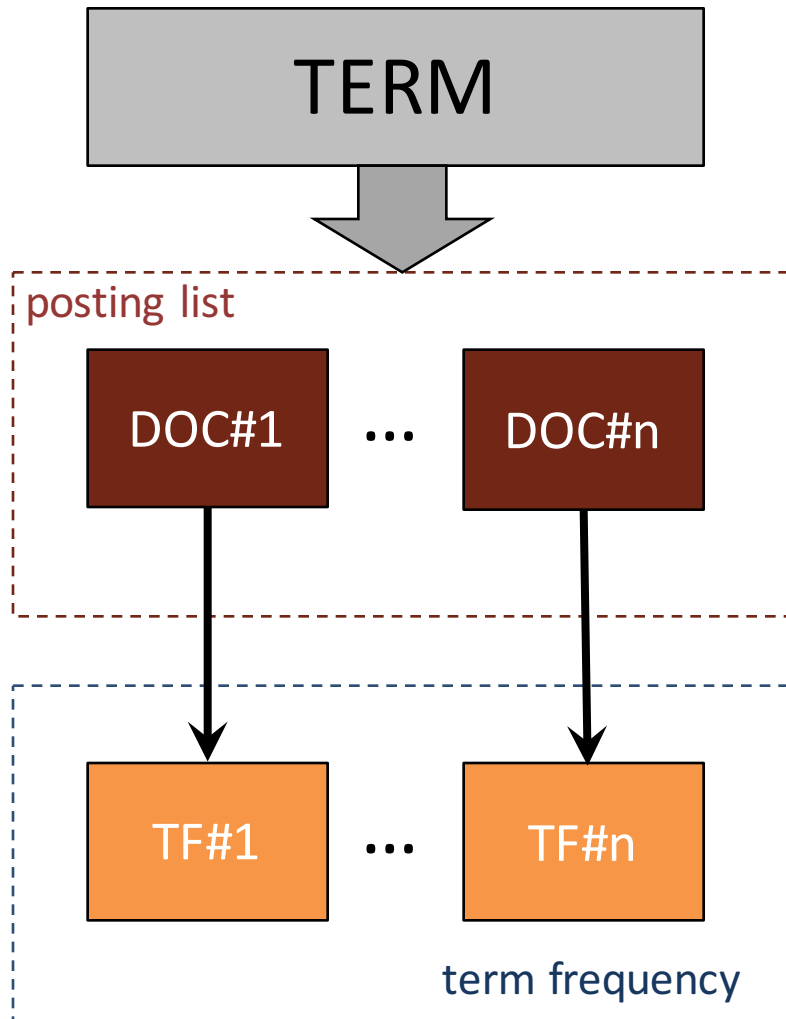 TERM
posting list
DOC#1 ... DOC#n
TF#1 ... TF#n
term frequency